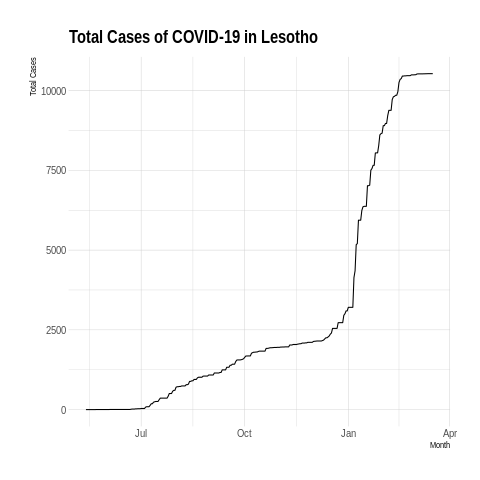 Total Cases of COVID-19 in Lesotho
Total Cases
10000
7500
5000
2500
0
Jul Oct Jan Apr
Month